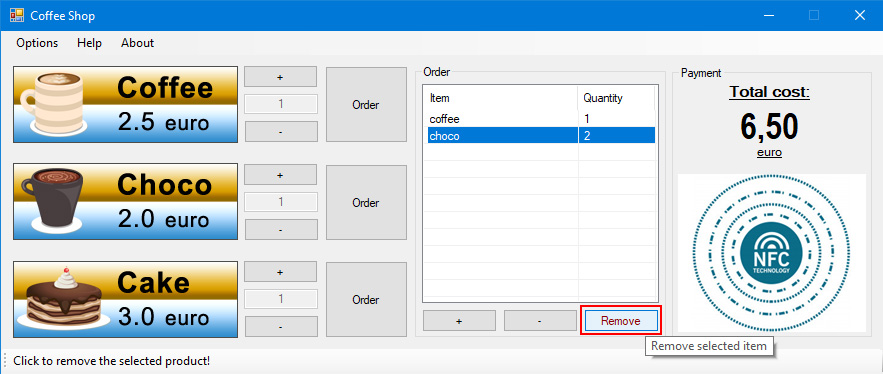 Coffee Shop
Options Help About
Coffee
2.5 euro
+
1
-
Order
Choco
2.0 euro
+
1
-
Order
Cake
3.0 euro
+
1
-
Order
Order
Item Quantity
coffee 1
choco 2
+ - Remove
Remove selected item
Payment
Total cost:
6,50
euro
NFC
TECHNOLOGY
Click to remove the selected product!